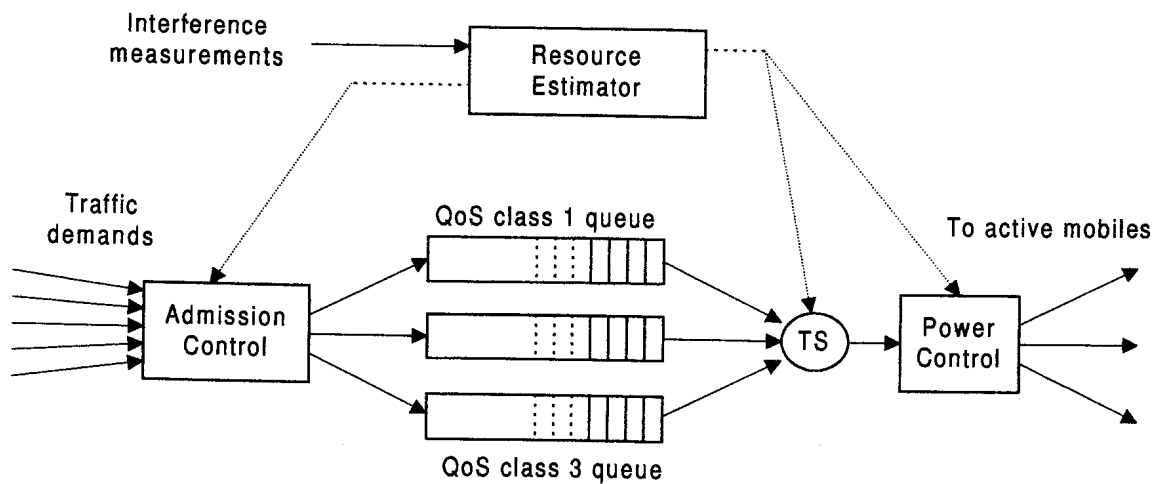 Interference
measurements
Resource
Estimator
Traffic
demands
QoS class 1 queue
To active mobiles
Admission
Control
TS
Power
Control
QoS class 3 queue